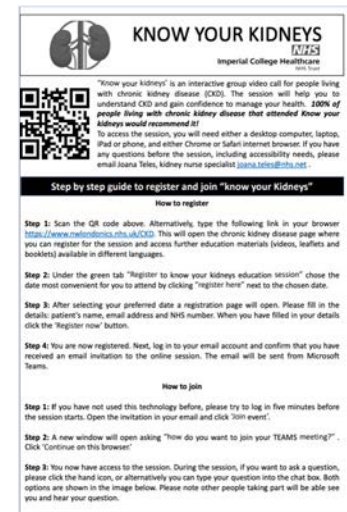 KNOW YOUR KIDNEYS
NHS
Imperial College Healthcare
NHS Trust
"Know your kidneys' is an interactive group video call for people living
with chronic kidney disease (CKD). The session will help you to
understand CKD and gain confidence to manage your health. 100% of
people living with chronic kidney disease that attended Know your
kidneys would recommend it!
To access the session, you will need either a desktop computer, laptop,
iPad or phone, and either Chrome or Safari internet browser. If you have
any questions before the session, including accessibility needs, please
email Joana Teles, kidney nurse specialist joana.teles@nhs.net .
Step by step guide to register and join "know your Kidneys"
How to register
Step 1: Scan the QR code above. Alternatively, type the following link in your browser
https://www.nwlondonics.nhs.uk/CKD. This will open the chronic kidney disease page where
you can register for the session and access further education materials (videos, leaflets and
booklets) available in different languages.
Step 2: Under the green tab "Register to know your kidneys education session" chose the
date most convenient for you to attend by clicking "register here" next to the chosen date.
Step 3: After selecting your preferred date a registration page will open. Please fill in the
details: patient's name, email address and NHS number. When you have filled in your details
click the 'Register now' button.
Step 4: You are now registered. Next, log in to your email account and confirm that you have
received an email invitation to the online session. The email will be sent from Microsoft
Teams.
How to join
Step 1: If you have not used this technology before, please try to log in five minutes before
the session starts. Open the invitation in your email and click 'Join event'.
Step 2: A new window will open asking "how do you want to join your TEAMS meeting?" .
Click 'Continue on this browser.'
Step 3: You now have access to the session. During the session, if you want to ask a question,
please click the hand icon, or alternatively you can type your question into the chat box. Both
options are shown in the image below. Please note other people taking part will be able see
you and hear your question.